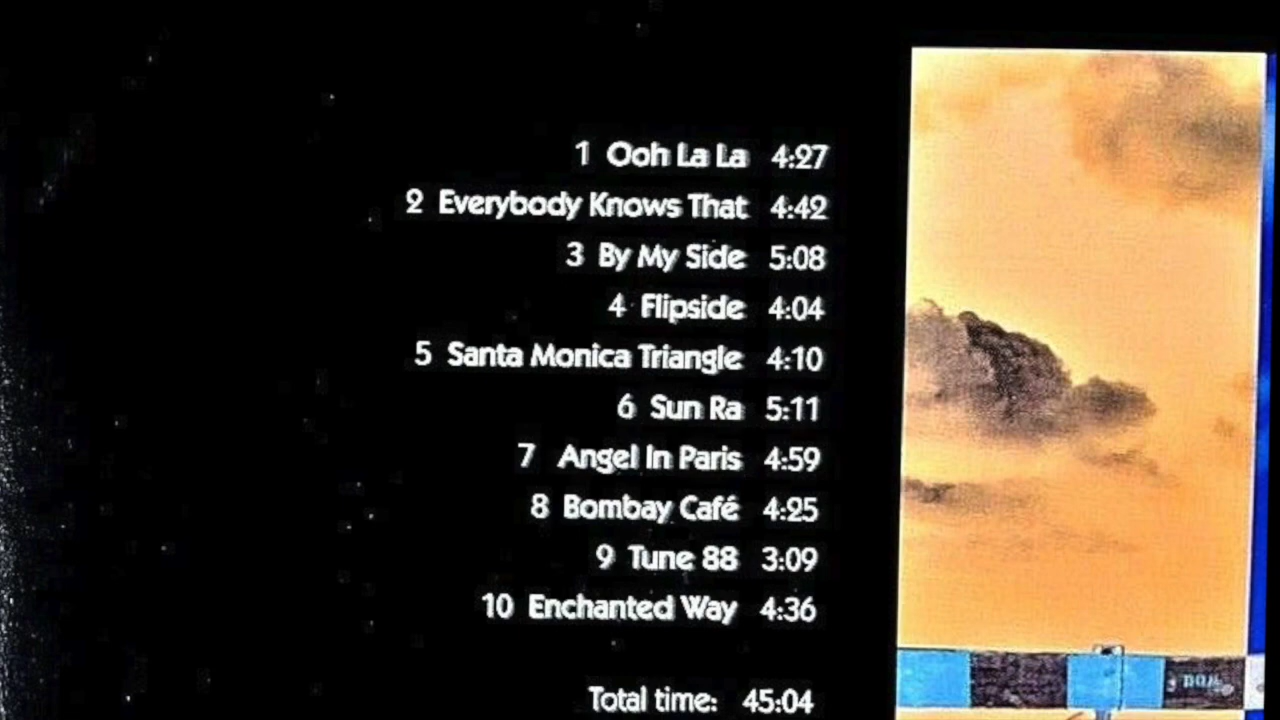 1 Ooh La La 4:27
2 Everybody Knows That 4:42
3 By My Side 5:08
4 Flipside 4:04
5 Santa Monica Triangle 4:10
6 Sun Ra 5:11
7 Angel In Paris 4:59
8 Bombay Café 4:25
9 Tune 88 3:09
10 Enchanted Way 4:36
Total time: 45:04